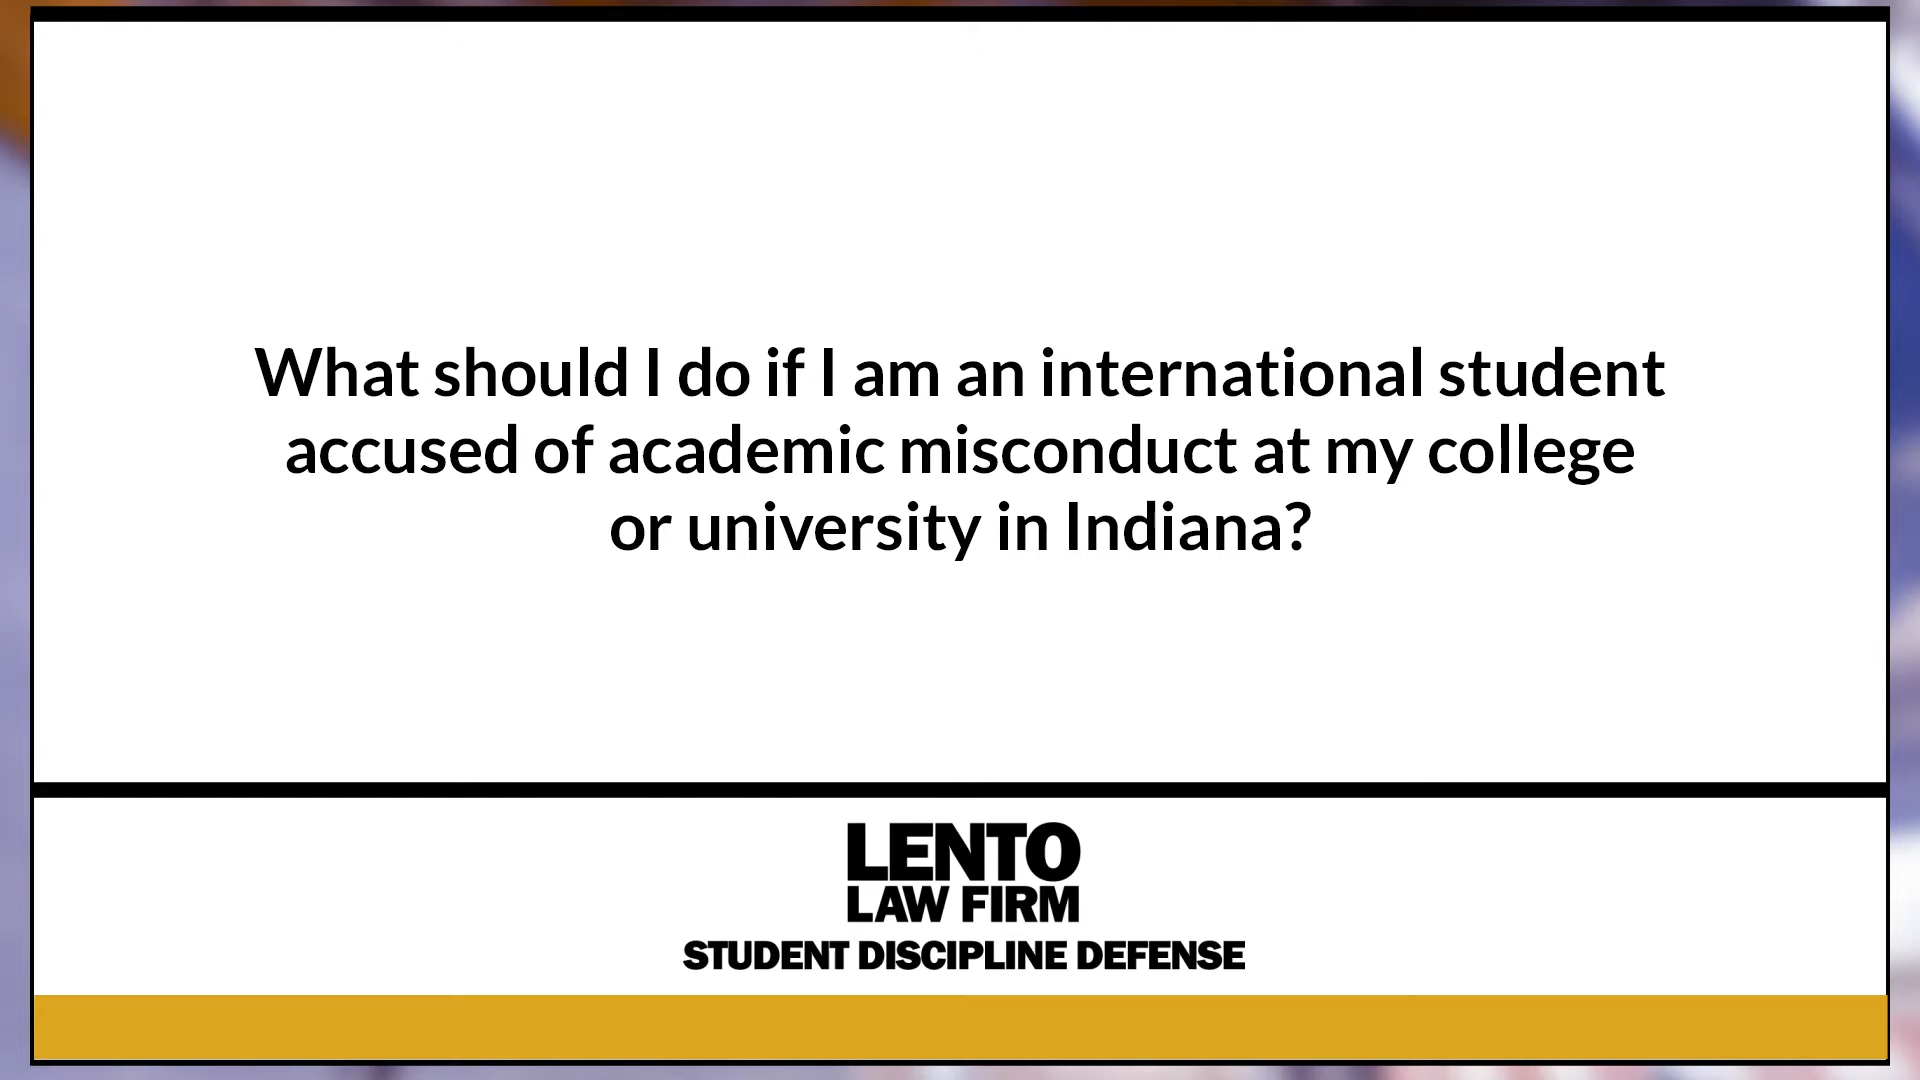 What should I do if I am an international student
accused of academic misconduct at my college
or university in Indiana?
LENTO
LAW FIRM
STUDENT DISCIPLINE DEFENSE